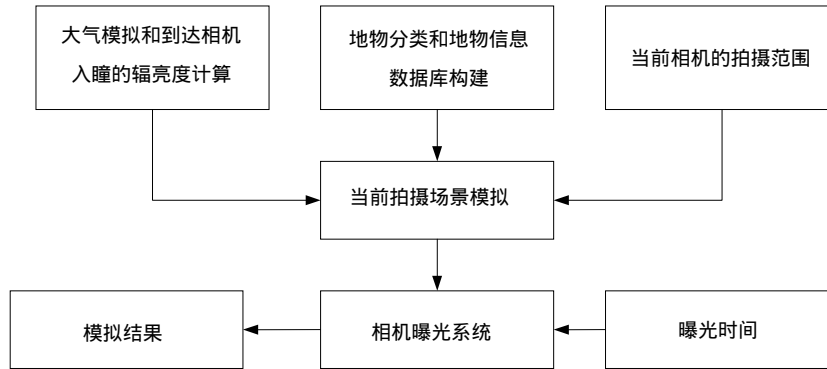 大气模拟和到达相机
入瞳的辐亮度计算
地物分类和地物信息
数据库构建
当前相机的拍摄范围
当前拍摄场景模拟
模拟结果
相机曝光系统
曝光时间